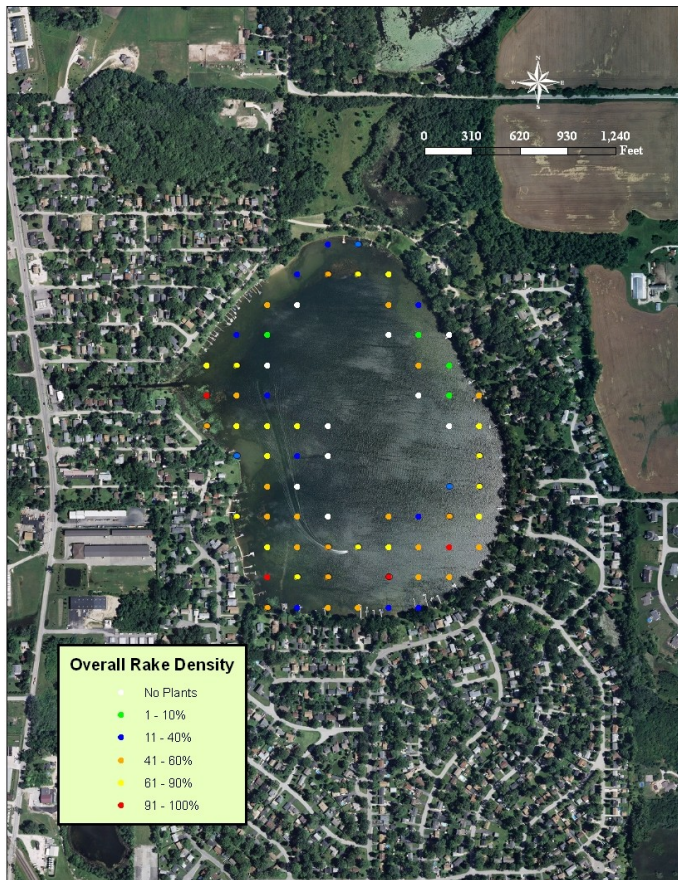 N
W E
S
0 310 620 930 1,240
Feet
Overall Rake Density
No Plants
1 - 10%
11 - 40%
41 - 60%
61 - 90%
91 - 100%